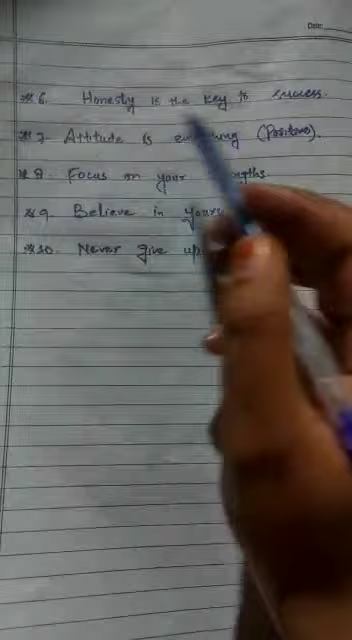 Date:
*6. Honesty is the key to success.
*7. Attitude is (Positive).
*8. Focus on your
*9. Believe in
*10. Never give up